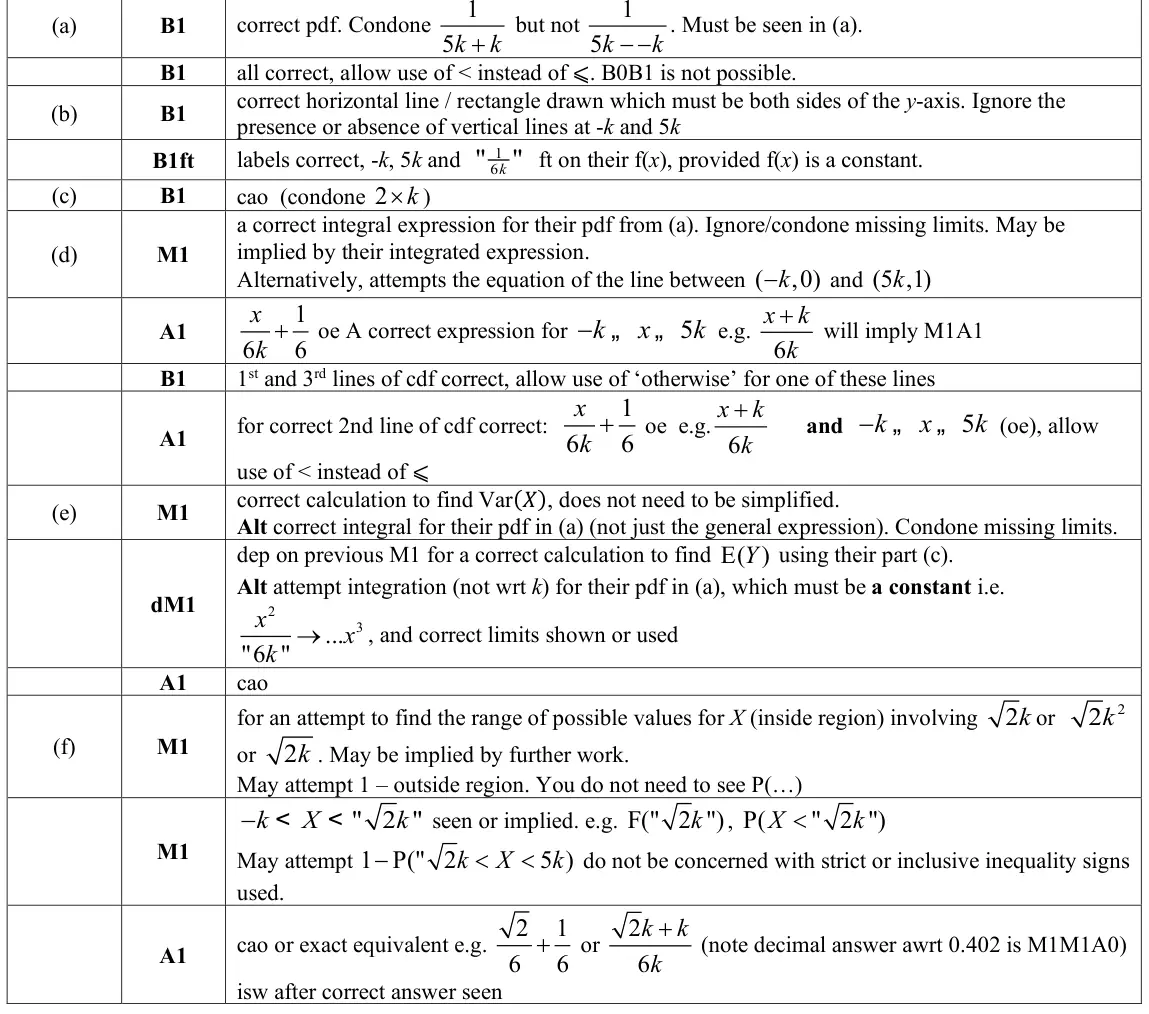 (a) B1 correct pdf. Condone 1/(5k + k) but not 1/(5k − −k). Must be seen in (a).
B1 all correct, allow use of < instead of ⩽. B0B1 is not possible.
(b) B1 correct horizontal line / rectangle drawn which must be both sides of the y-axis. Ignore the
presence or absence of vertical lines at -k and 5k
B1ft labels correct, -k, 5k and "1/6k" ft on their f(x), provided f(x) is a constant.
(c) B1 cao (condone 2 × k)
(d) M1 a correct integral expression for their pdf from (a). Ignore/condone missing limits. May be
implied by their integrated expression.
Alternatively, attempts the equation of the line between (−k,0) and (5k,1)
A1 x/6k + 1/6 oe A correct expression for −k „ x „ 5k e.g. (x + k)/6k will imply M1A1
B1 1st and 3rd lines of cdf correct, allow use of ‘otherwise’ for one of these lines
A1 for correct 2nd line of cdf correct: x/6k + 1/6 oe e.g. (x + k)/6k and −k „ x „ 5k (oe), allow
use of < instead of ⩽
(e) M1 correct calculation to find Var(X), does not need to be simplified.
Alt correct integral for their pdf in (a) (not just the general expression). Condone missing limits.
dM1 dep on previous M1 for a correct calculation to find E(Y) using their part (c).
Alt attempt integration (not wrt k) for their pdf in (a), which must be a constant i.e.
x²/"6k" → ...x³, and correct limits shown or used
A1 cao
(f) M1 for an attempt to find the range of possible values for X (inside region) involving √2k or √2k²
or √(2k). May be implied by further work.
May attempt 1 – outside region. You do not need to see P(…)
M1 −k < X < "√2k" seen or implied. e.g. F("√2k"), P(X < "√2k")
May attempt 1 − P("√2k < X < 5k) do not be concerned with strict or inclusive inequality signs
used.
A1 cao or exact equivalent e.g. √2/6 + 1/6 or (√2k + k)/6k (note decimal answer awrt 0.402 is M1M1A0)
isw after correct answer seen